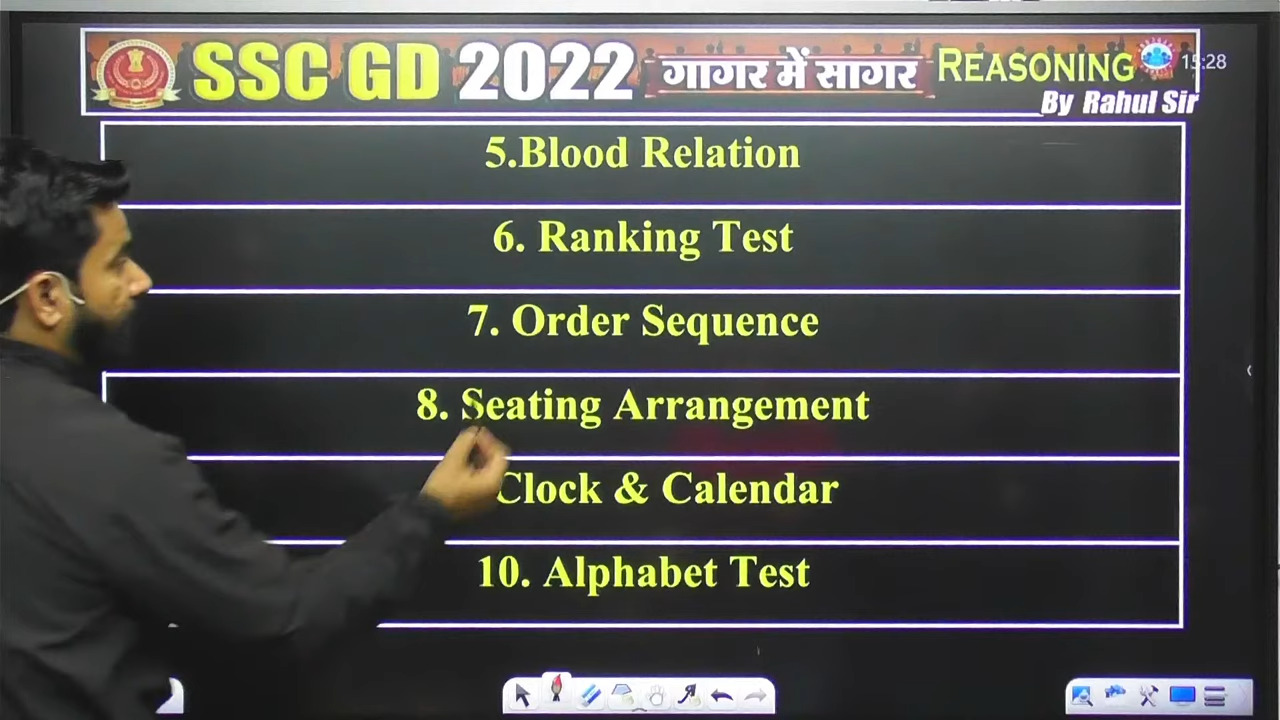 SSC GD 2022 गागर में सागर REASONING 15:28
By Rahul Sir
5.Blood Relation
6. Ranking Test
7. Order Sequence
8. Seating Arrangement
Clock & Calendar
10. Alphabet Test